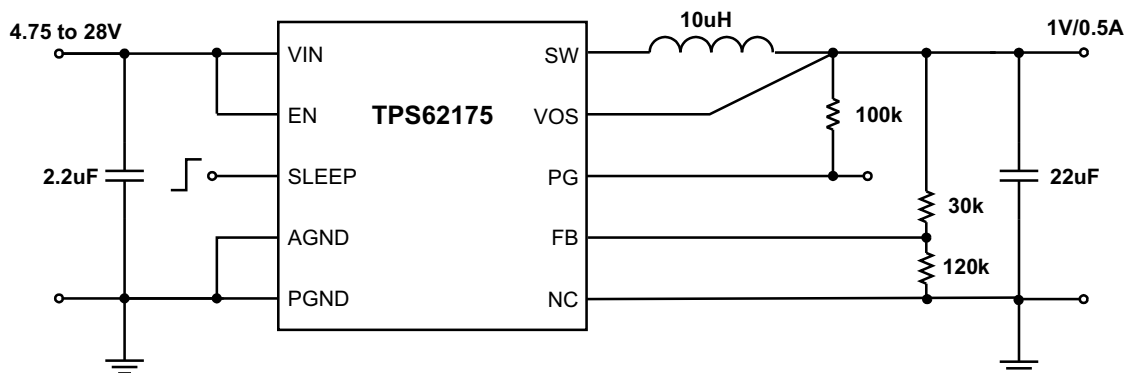 4.75 to 28V
10uH
1V/0.5A
VIN
SW
EN
TPS62175
VOS
100k
2.2uF
SLEEP
PG
22uF
30k
AGND
FB
120k
PGND
NC